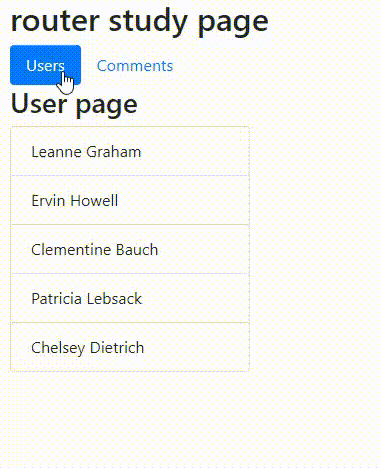 router study page
Users Comments
User page
Leanne Graham
Ervin Howell
Clementine Bauch
Patricia Lebsack
Chelsey Dietrich